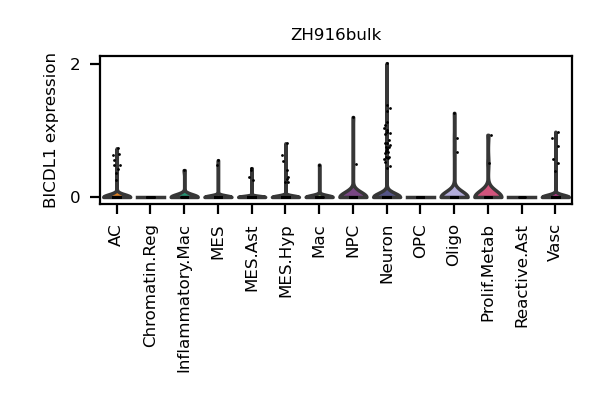 ZH916bulk
BICDL1 expression
2
0
AC
Chromatin.Reg
Inflammatory.Mac
MES
MES.Ast
MES.Hyp
Mac
NPC
Neuron
OPC
Oligo
Prolif.Metab
Reactive.Ast
Vasc